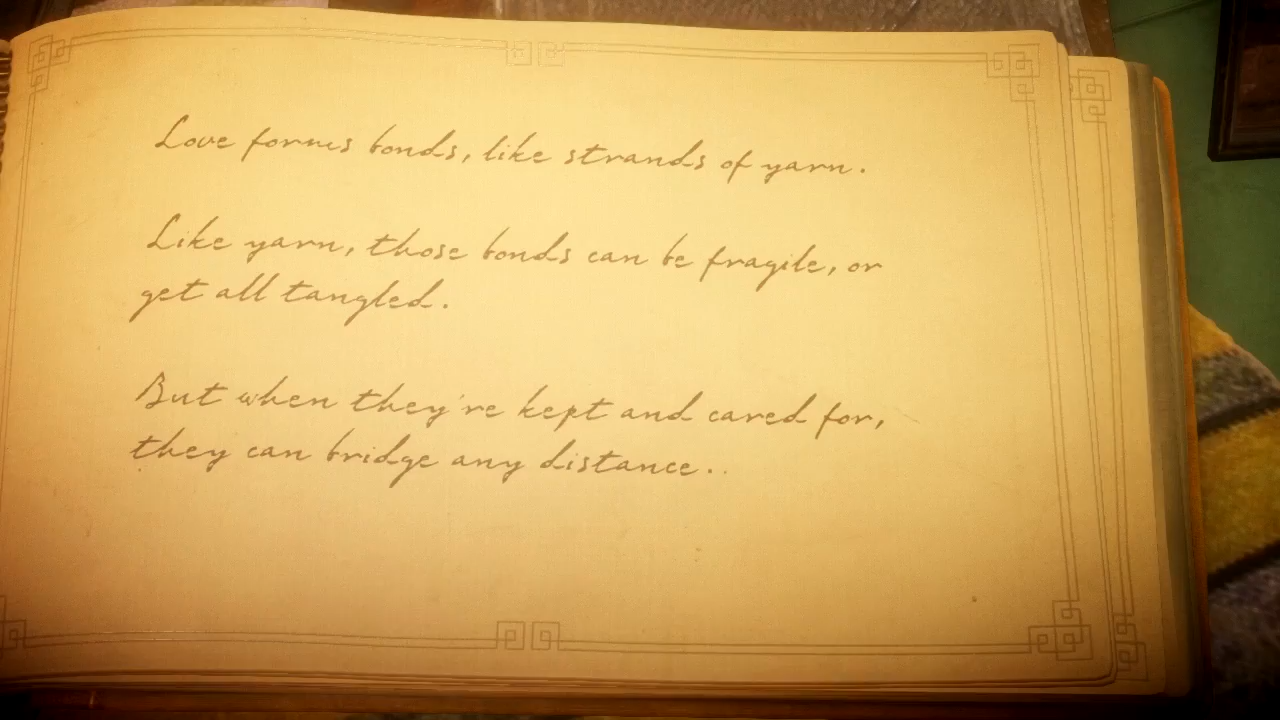 Love forms bonds, like strands of yarn.
Like yarn, those bonds can be fragile, or
get all tangled.
But when they're kept and cared for,
they can bridge any distance..